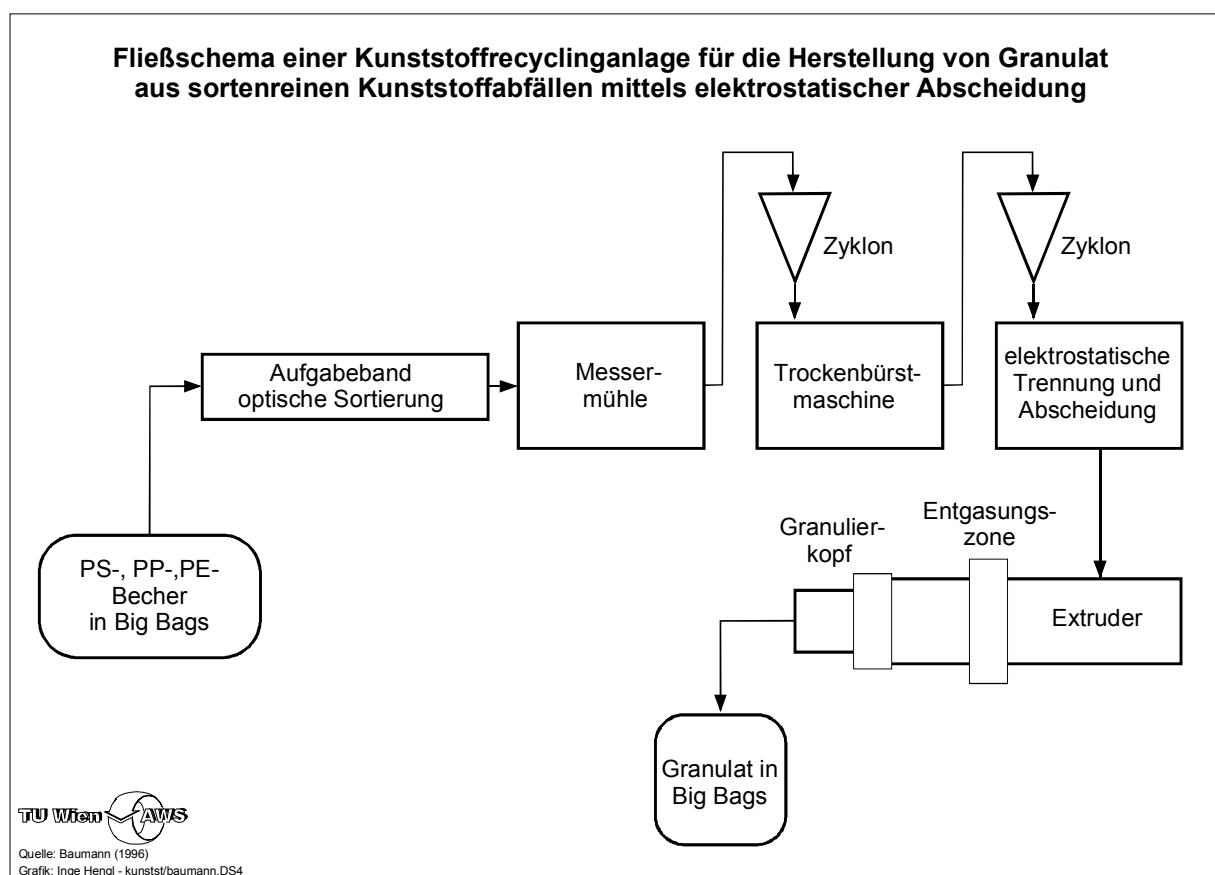 Fließschema einer Kunststoffrecyclinganlage für die Herstellung von Granulat
aus sortenreinen Kunststoffabfällen mittels elektrostatischer Abscheidung
Zyklon
Zyklon
Aufgabeband
optische Sortierung
Messer-
mühle
Trockenbürst-
maschine
elektrostatische
Trennung und
Abscheidung
PS-, PP-,PE-
Becher
in Big Bags
Granulier-
kopf
Entgasungs-
zone
Extruder
Granulat in
Big Bags
TU Wien AWS
Quelle: Baumann (1996)
Grafik: Inge Hengl - kunstst/baumann.DS4